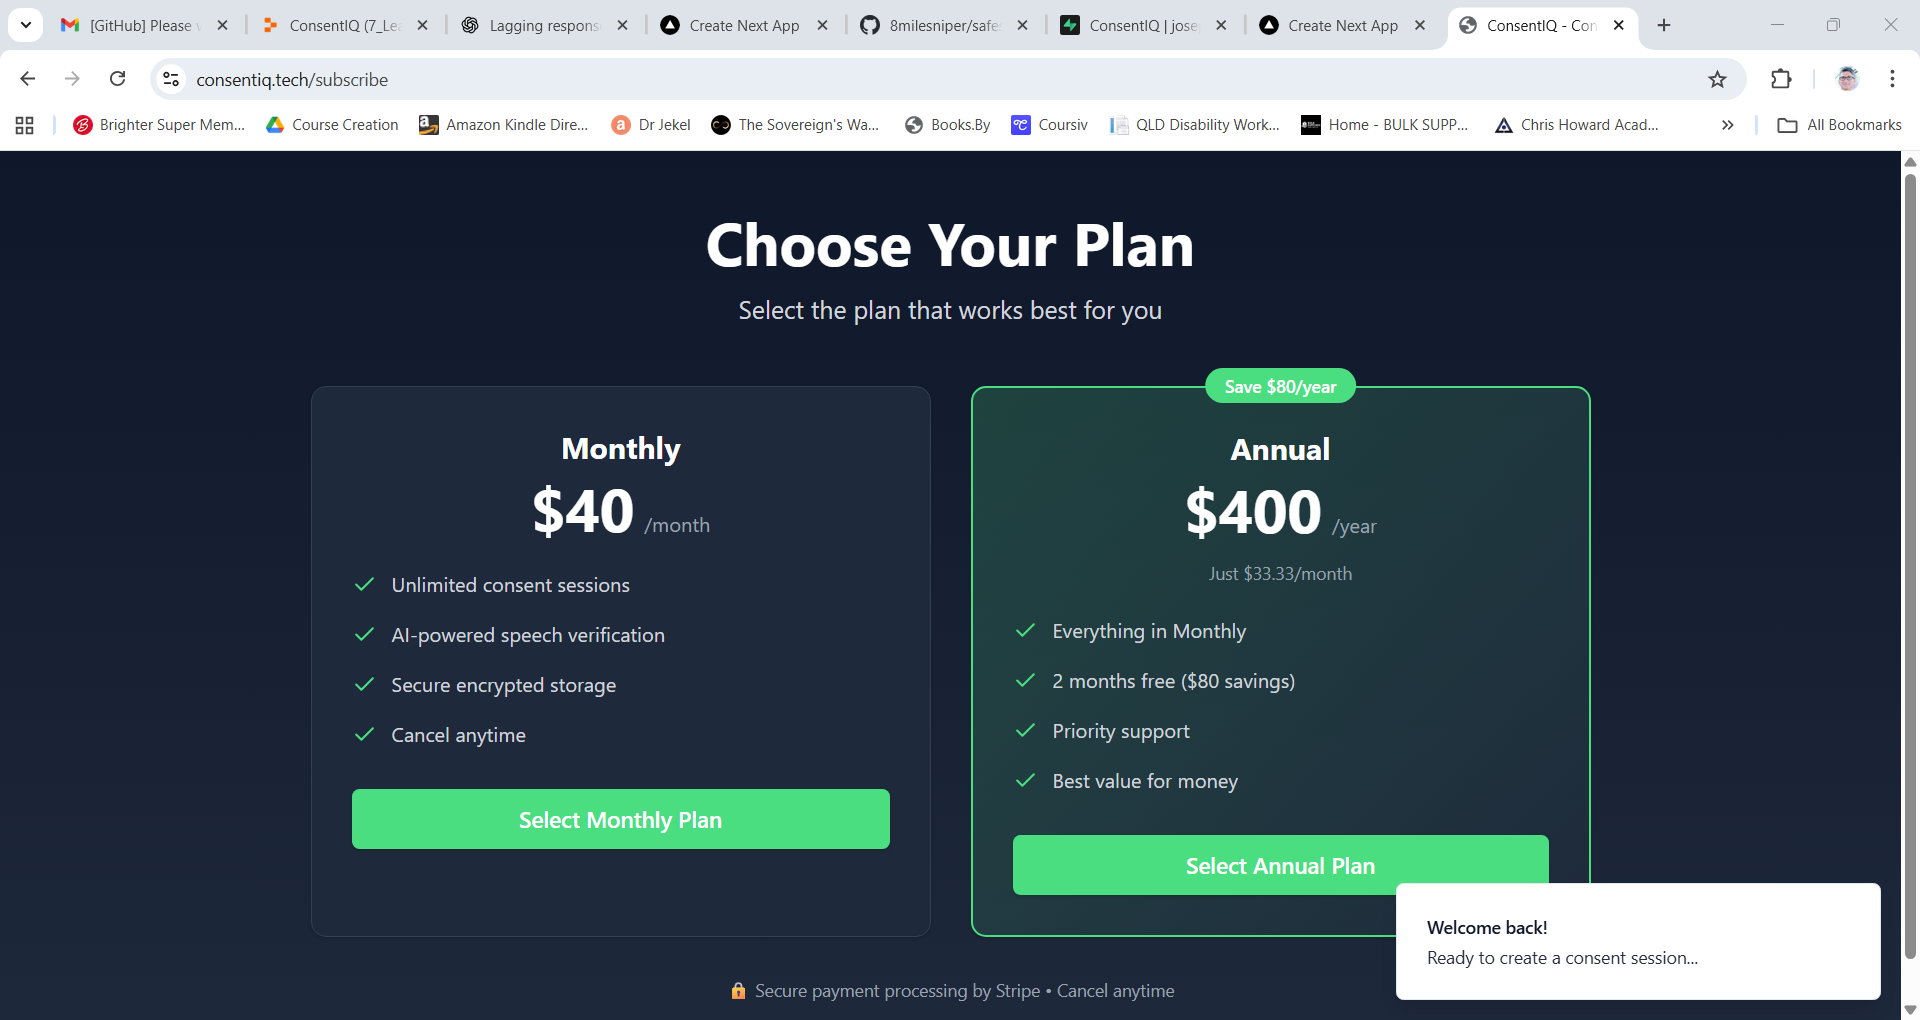 [GitHub] Please v
ConsentIQ (7_Lea
Lagging respons
Create Next App
8milesniper/safe
ConsentIQ | jose
Create Next App
ConsentIQ - Con
consentiq.tech/subscribe
Brighter Super Mem...
Course Creation
Amazon Kindle Dire...
Dr Jekel
The Sovereign's Wa...
Books.By
Coursiv
QLD Disability Work...
Home - BULK SUPP...
Chris Howard Acad...
All Bookmarks
Choose Your Plan
Select the plan that works best for you
Monthly
$40 /month
Unlimited consent sessions
AI-powered speech verification
Secure encrypted storage
Cancel anytime
Select Monthly Plan
Save $80/year
Annual
$400 /year
Just $33.33/month
Everything in Monthly
2 months free ($80 savings)
Priority support
Best value for money
Select Annual Plan
Welcome back!
Ready to create a consent session...
Secure payment processing by Stripe • Cancel anytime